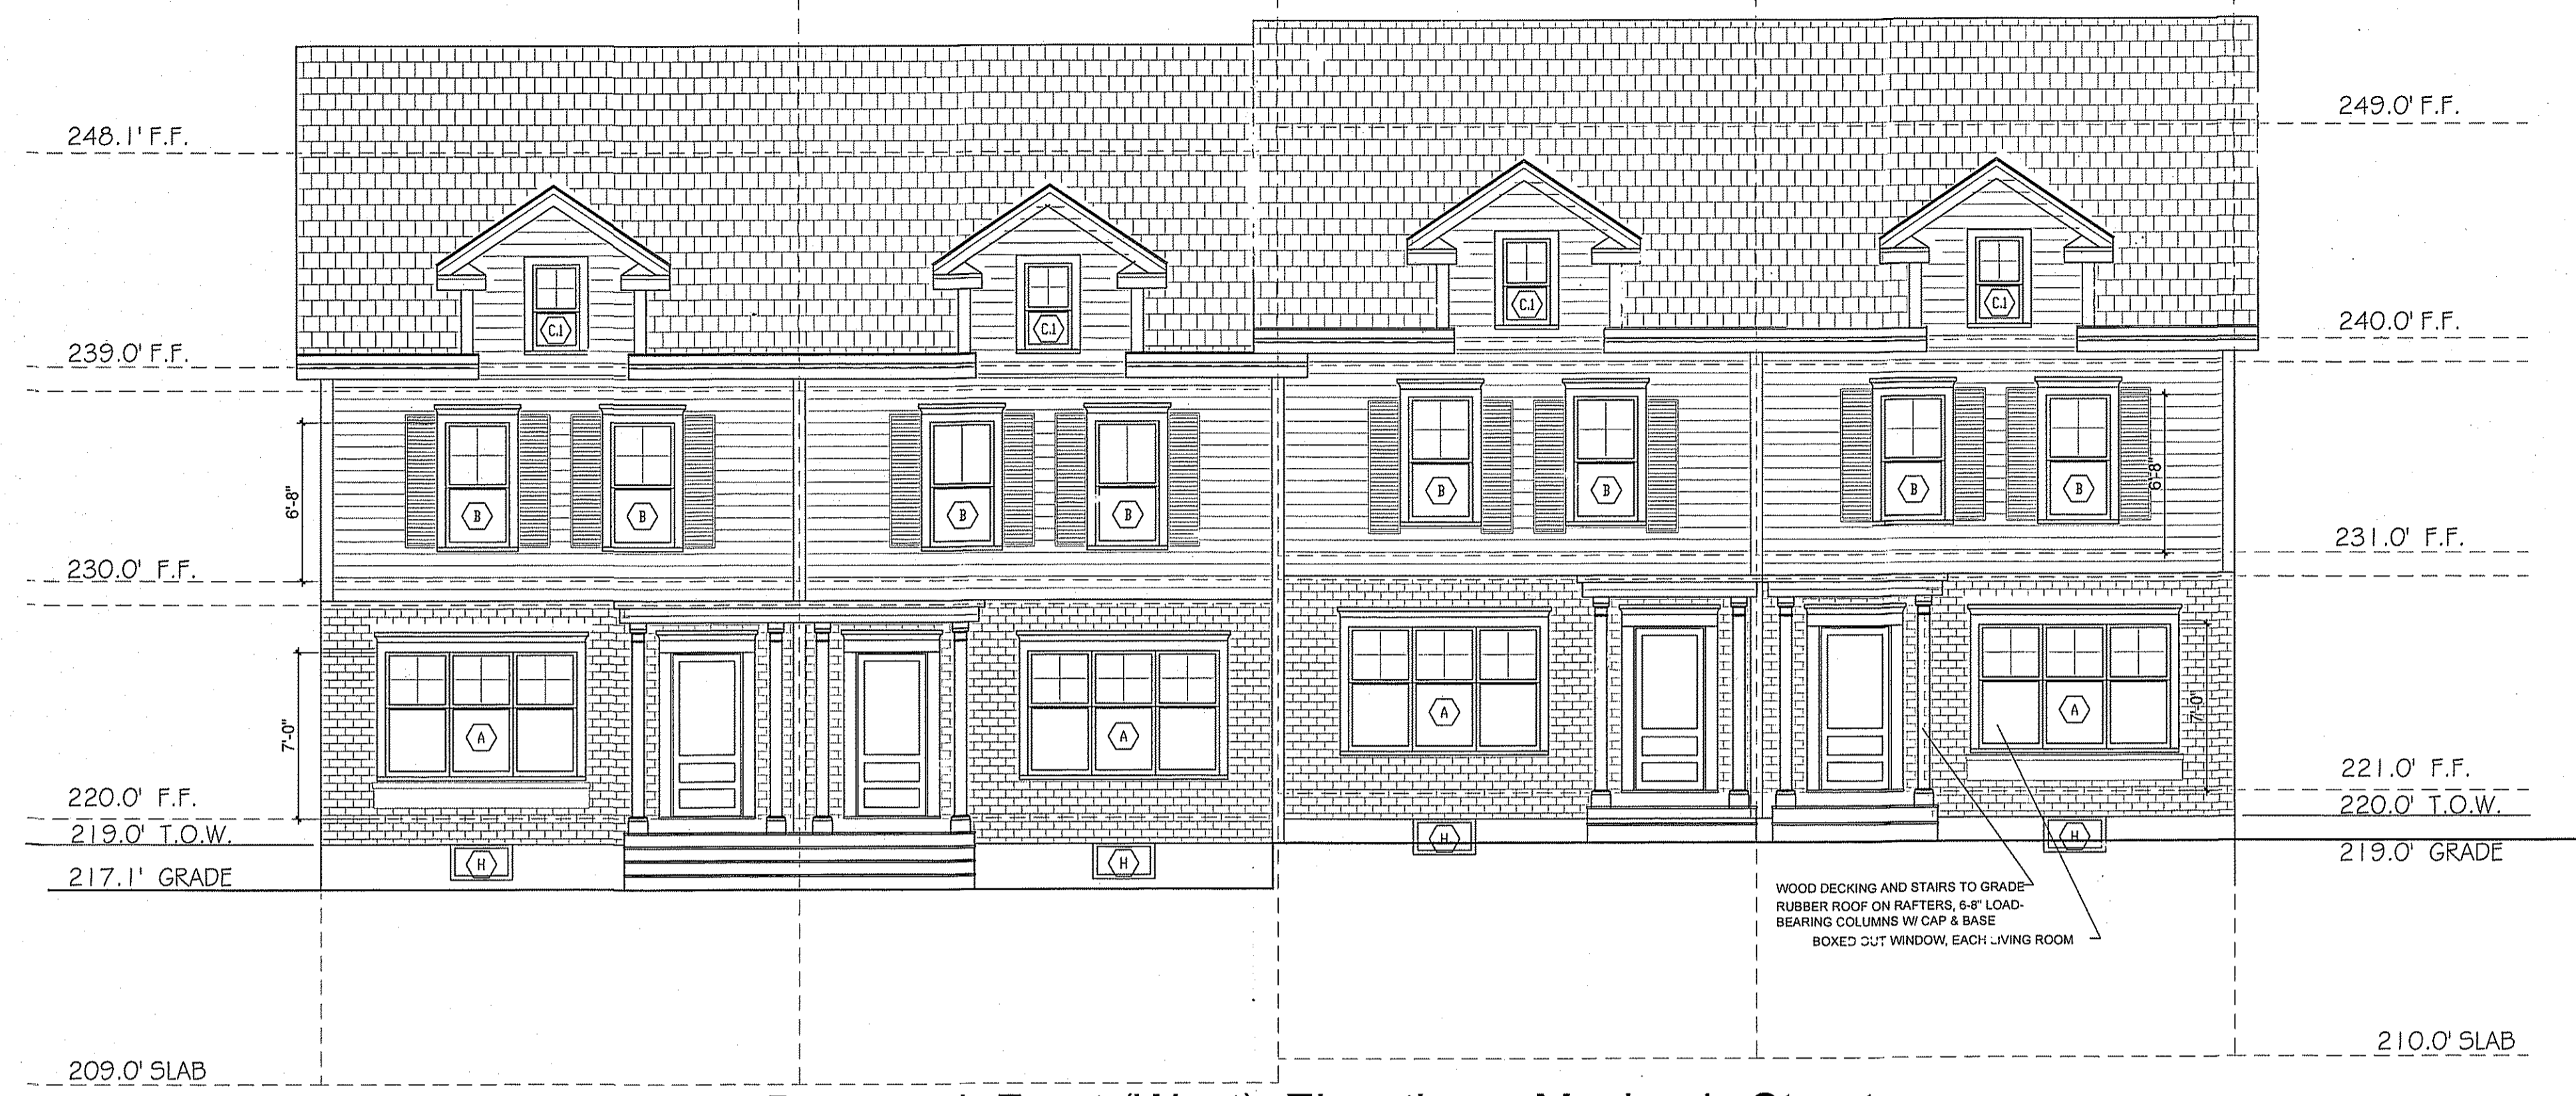 248.1' F.F.
249.0' F.F.
C.1
C.1
C.1
C.1
239.0' F.F.
240.0' F.F.
B
B
B
B
B
B
B
B
6'-8"
6'-8"
230.0' F.F.
231.0' F.F.
A
A
A
A
7'-0"
7'-0"
220.0' F.F.
221.0' F.F.
219.0' T.O.W.
220.0' T.O.W.
H
H
H
H
217.1' GRADE
219.0' GRADE
WOOD DECKING AND STAIRS TO GRADE
RUBBER ROOF ON RAFTERS, 6-8" LOAD-
BEARING COLUMNS W/ CAP & BASE
BOXED OUT WINDOW, EACH LIVING ROOM
209.0' SLAB
210.0' SLAB